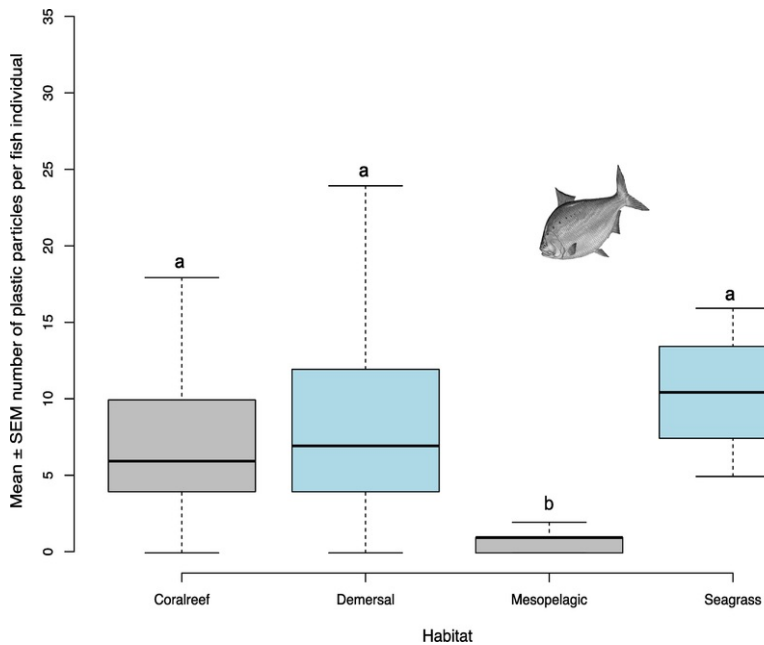 Mean ± SEM number of plastic particles per fish individual
35
30
25
20
15
10
5
0
a
a
b
a
Coralreef
Demersal
Mesopelagic
Seagrass
Habitat